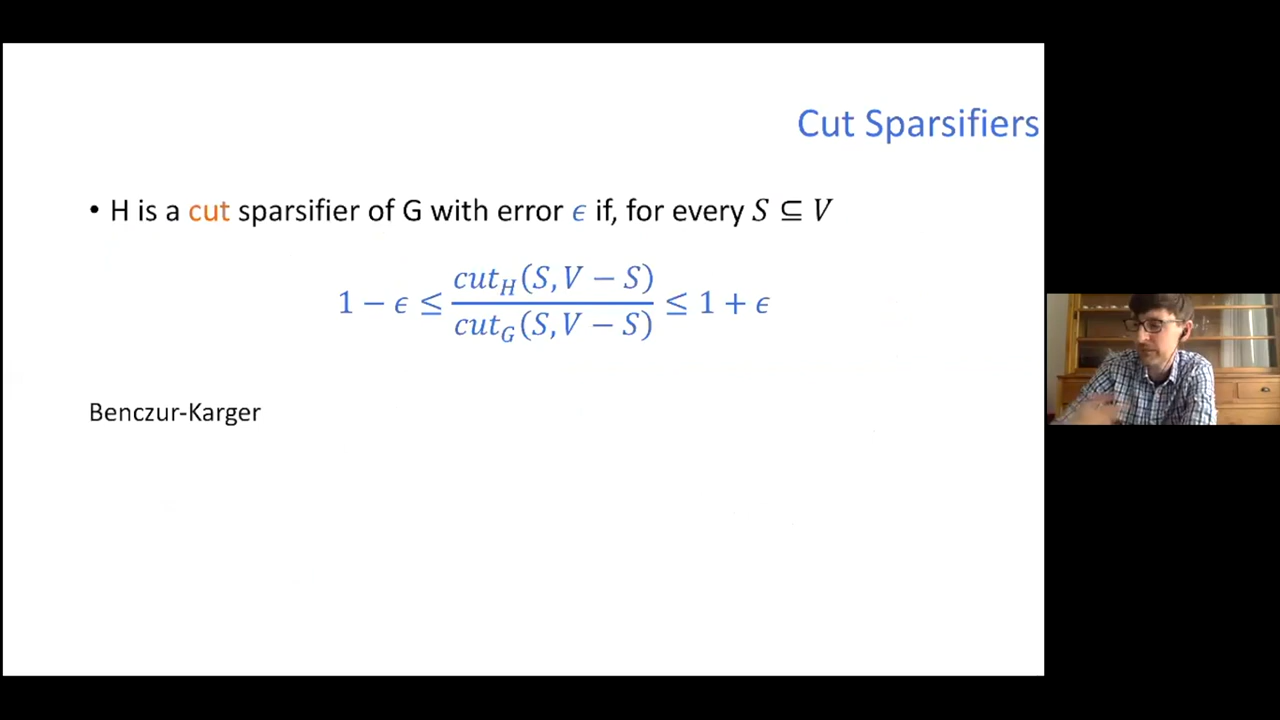 Cut Sparsifiers
• H is a cut sparsifier of G with error ϵ if, for every S ⊆ V
1 − ϵ ≤ cut_H(S, V − S) / cut_G(S, V − S) ≤ 1 + ϵ
Benczur-Karger